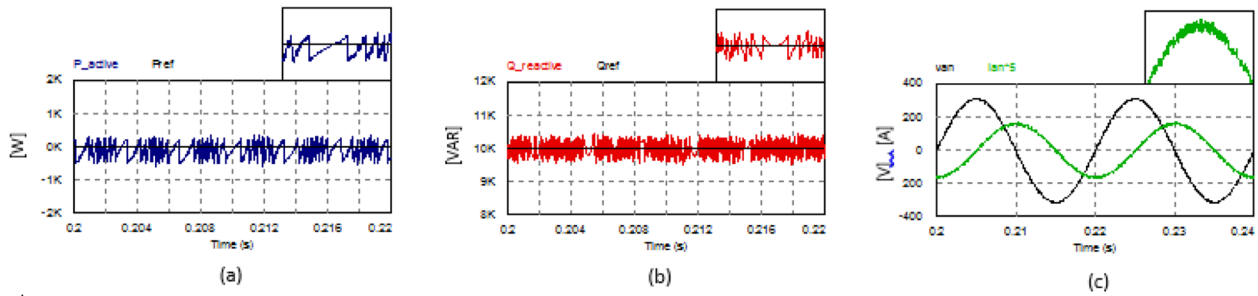 P_active Pref
[W]
2K
1K
0K
-1K
-2K
0.2 0.204 0.208 0.212 0.216 0.22
Time (s)
(a)
Q_reactive Qref
[VAR]
12K
11K
10K
9K
8K
0.2 0.204 0.208 0.212 0.216 0.22
Time (s)
(b)
van Ian*5
[V] [A]
400
200
0
-200
-400
0.2 0.21 0.22 0.23 0.24
Time (s)
(c)